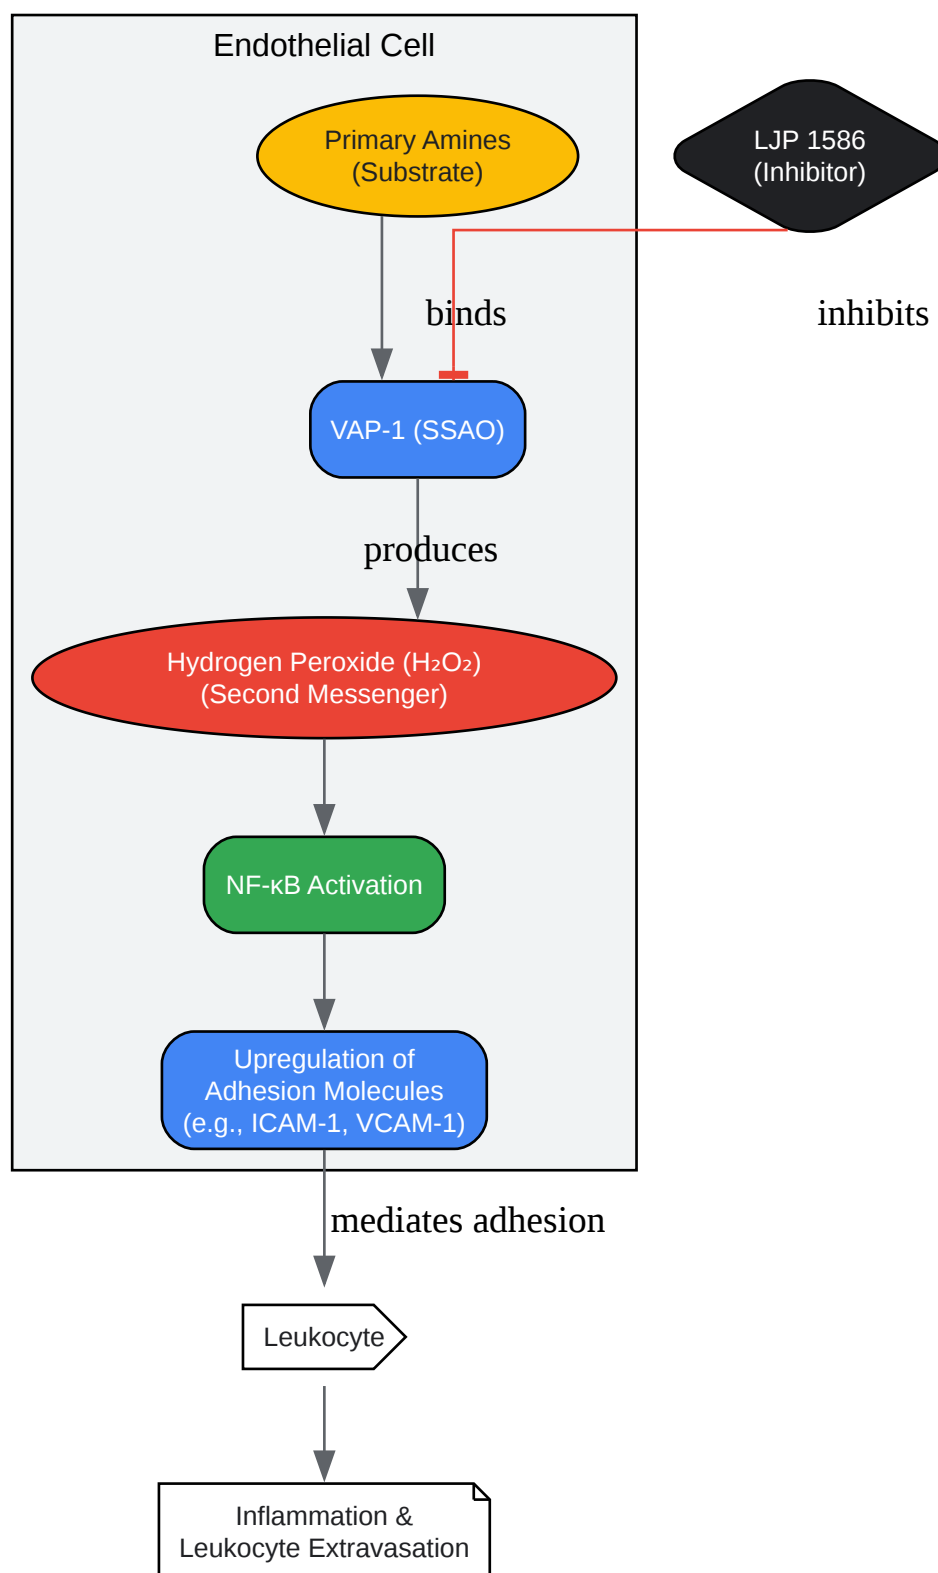 Endothelial Cell
Primary Amines
(Substrate)
LJP 1586
(Inhibitor)
binds
inhibits
VAP-1 (SSAO)
produces
Hydrogen Peroxide (H₂O₂)
(Second Messenger)
NF-κB Activation
Upregulation of
Adhesion Molecules
(e.g., ICAM-1, VCAM-1)
mediates adhesion
Leukocyte
Inflammation &
Leukocyte Extravasation